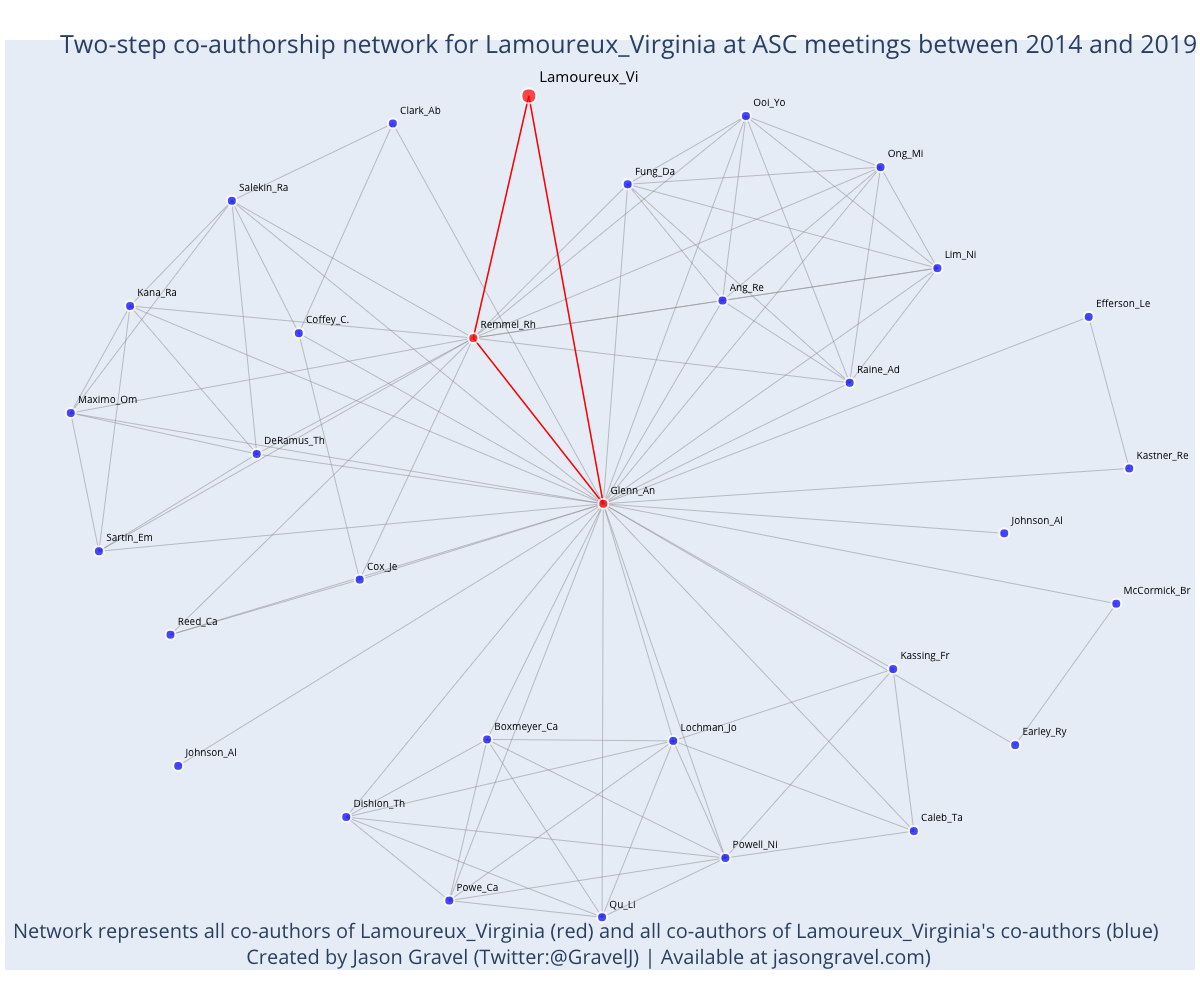 Two-step co-authorship network for Lamoureux_Virginia at ASC meetings between 2014 and 2019
Lamoureux_Vi
Clark_Ab
Ooi_Yo
Ong_Mi
Fung_Da
Salekin_Ra
Lim_Ni
Ang_Re
Kana_Ra
Efferson_Le
Coffey_C.
Remmel_Rh
Raine_Ad
Maximo_Om
DeRamus_Th
Kastner_Re
Glenn_An
Johnson_Al
Sartin_Em
Cox_Je
McCormick_Br
Reed_Ca
Kassing_Fr
Boxmeyer_Ca
Lochman_Jo
Earley_Ry
Johnson_Al
Dishion_Th
Caleb_Ta
Powell_Ni
Powe_Ca
Qu_Li
Network represents all co-authors of Lamoureux_Virginia (red) and all co-authors of Lamoureux_Virginia's co-authors (blue)
Created by Jason Gravel (Twitter:@GravelJ) | Available at jasongravel.com)